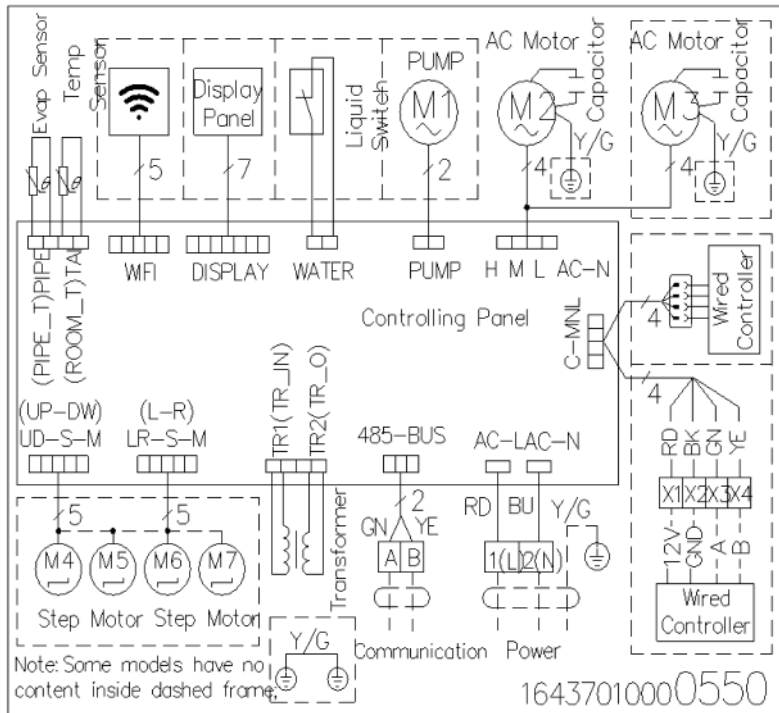 Evap Sensor
Temp
Sensor
Display
Panel
Liquid
Switch
PUMP
M1
AC Motor
M2
Capacitor
Y/G
AC Motor
M3
Capacitor
Y/G
5
7
2
4
4
(PIPE_T)PIPE
(ROOM_T)TAI
WIFI
DISPLAY
WATER
PUMP
H M L AC-N
Controlling Panel
C-MNL
4
Wired
Controller
4
(UP-DW)
UD-S-M
(L-R)
LR-S-M
TR1(TR_IN)
TR2(TR_O)
485-BUS
AC-L AC-N
RD BK GN YE
X1 X2 X3 X4
12V- GND- A B
Wired
Controller
5
5
M4 M5 M6 M7
Step Motor Step Motor
Transformer
2
GN YE
A B
Communication
RD BU Y/G
1(L) 2(N)
Power
Y/G
Note: Some models have no
content inside dashed frame;
16437010000550